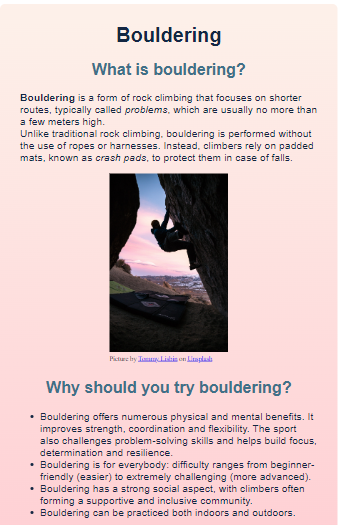 Bouldering
What is bouldering?
Bouldering is a form of rock climbing that focuses on shorter
routes, typically called problems, which are usually no more than
a few meters high.
Unlike traditional rock climbing, bouldering is performed without
the use of ropes or harnesses. Instead, climbers rely on padded
mats, known as crash pads, to protect them in case of falls.
Picture by Tommy Lisbin on Unsplash
Why should you try bouldering?
• Bouldering offers numerous physical and mental benefits. It
improves strength, coordination and flexibility. The sport
also challenges problem-solving skills and helps build focus,
determination and resilience.
• Bouldering is for everybody: difficulty ranges from beginner-
friendly (easier) to extremely challenging (more advanced).
• Bouldering has a strong social aspect, with climbers often
forming a supportive and inclusive community.
• Bouldering can be practiced both indoors and outdoors.